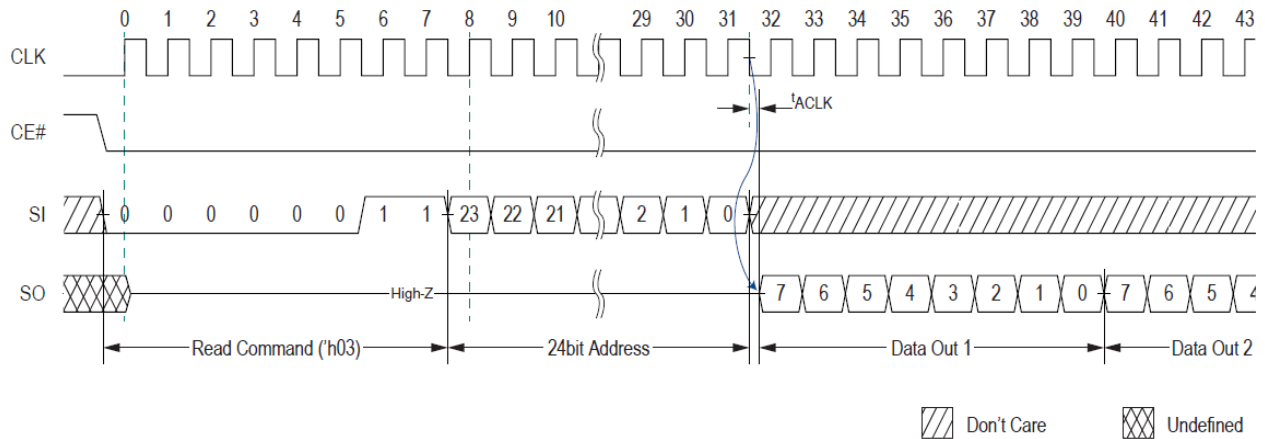 0 1 2 3 4 5 6 7 8 9 10 29 30 31 32 33 34 35 36 37 38 39 40 41 42 43
CLK
tACLK
CE#
SI 0 0 0 0 0 0 1 1 23 22 21 2 1 0
SO High-Z 7 6 5 4 3 2 1 0 7 6 5 4
Read Command ('h03) 24bit Address Data Out 1 Data Out 2
Don't Care Undefined